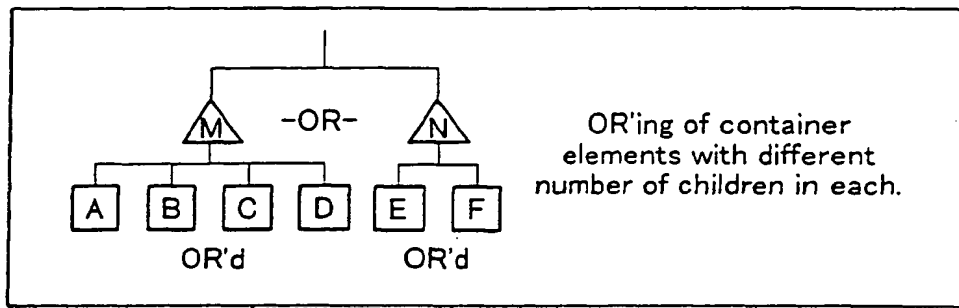 M -OR- N
A B C D E F
OR'd OR'd
OR'ing of container
elements with different
number of children in each.